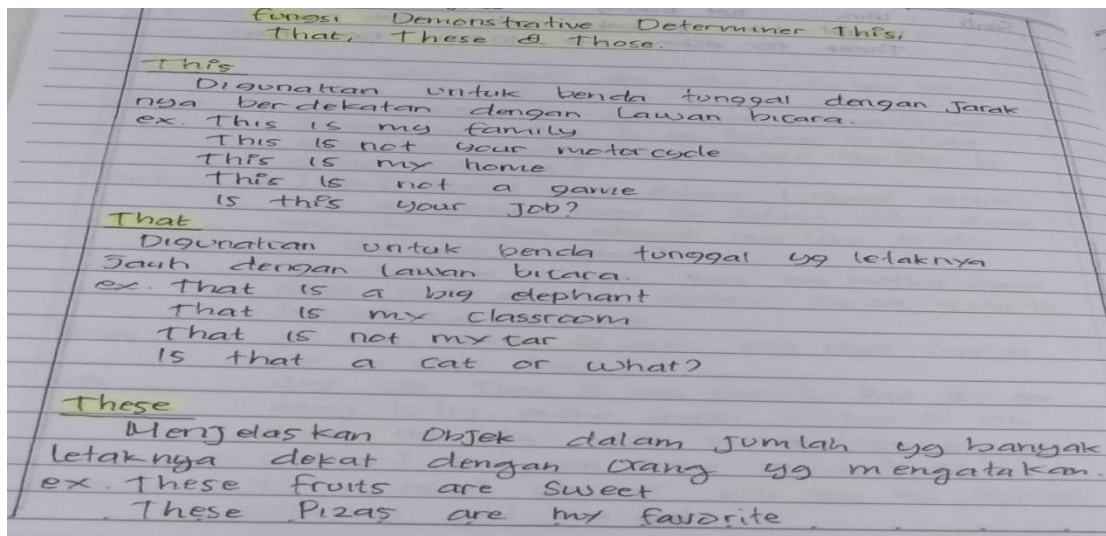 Fungsi Demonstrative Determiner This,
That, These & Those.
This
Digunakan untuk benda tunggal dengan Jarak
nya berdekatan dengan Lawan bicara.
ex. This is my family
This is not your motorcycle
This is my home
This is not a game
is this your Job?
That
Digunakan untuk benda tunggal yg letaknya
Jauh dengan lawan bicara.
ex. That is a big elephant
That is my classroom
That is not my car
is that a cat or what?
These
Menjelaskan Objek dalam Jumlah yg banyak
Letaknya dekat dengan orang yg mengatakan.
ex. These fruits are sweet
These Pizas are my favorite